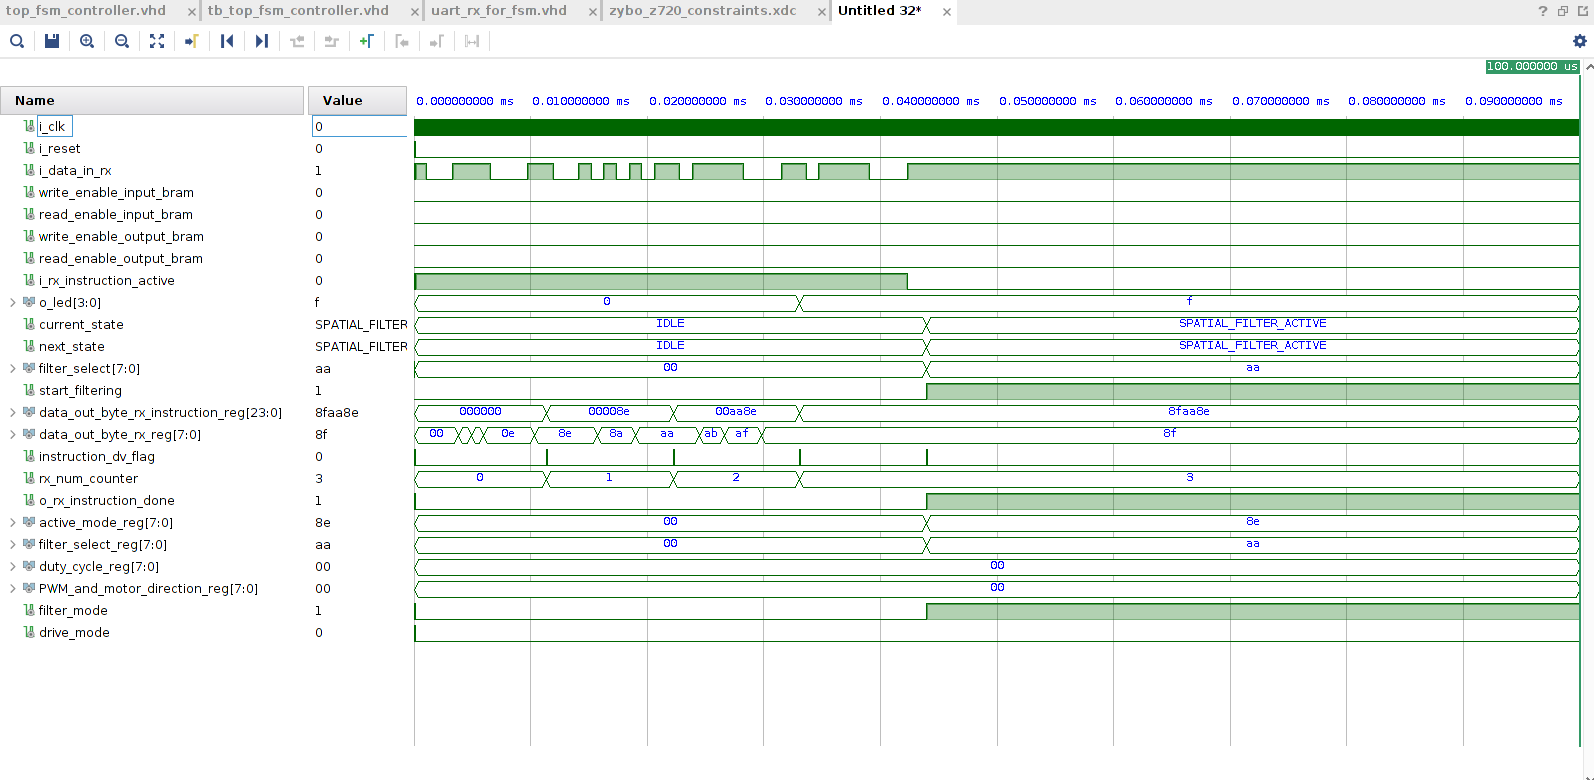 top_fsm_controller.vhd × tb_top_fsm_controller.vhd × uart_rx_for_fsm.vhd × zybo_z720_constraints.xdc × Untitled 32* ×
100.000000 us
Name Value 0.000000000 ms 0.010000000 ms 0.020000000 ms 0.030000000 ms 0.040000000 ms 0.050000000 ms 0.060000000 ms 0.070000000 ms 0.080000000 ms 0.090000000 ms
i_clk 0
i_reset 0
i_data_in_rx 1
write_enable_input_bram 0
read_enable_input_bram 0
write_enable_output_bram 0
read_enable_output_bram 0
i_rx_instruction_active 0
o_led[3:0] f 0 f
current_state SPATIAL_FILTER IDLE SPATIAL_FILTER_ACTIVE
next_state SPATIAL_FILTER IDLE SPATIAL_FILTER_ACTIVE
filter_select[7:0] aa 00 aa
start_filtering 1
data_out_byte_rx_instruction_reg[23:0] 8faa8e 000000 00008e 00aa8e 8faa8e
data_out_byte_rx_reg[7:0] 8f 00 0e 8e 8a aa ab af 8f
instruction_dv_flag 0
rx_num_counter 3 0 1 2 3
o_rx_instruction_done 1
active_mode_reg[7:0] 8e 00 8e
filter_select_reg[7:0] aa 00 aa
duty_cycle_reg[7:0] 00 00
PWM_and_motor_direction_reg[7:0] 00 00
filter_mode 1
drive_mode 0